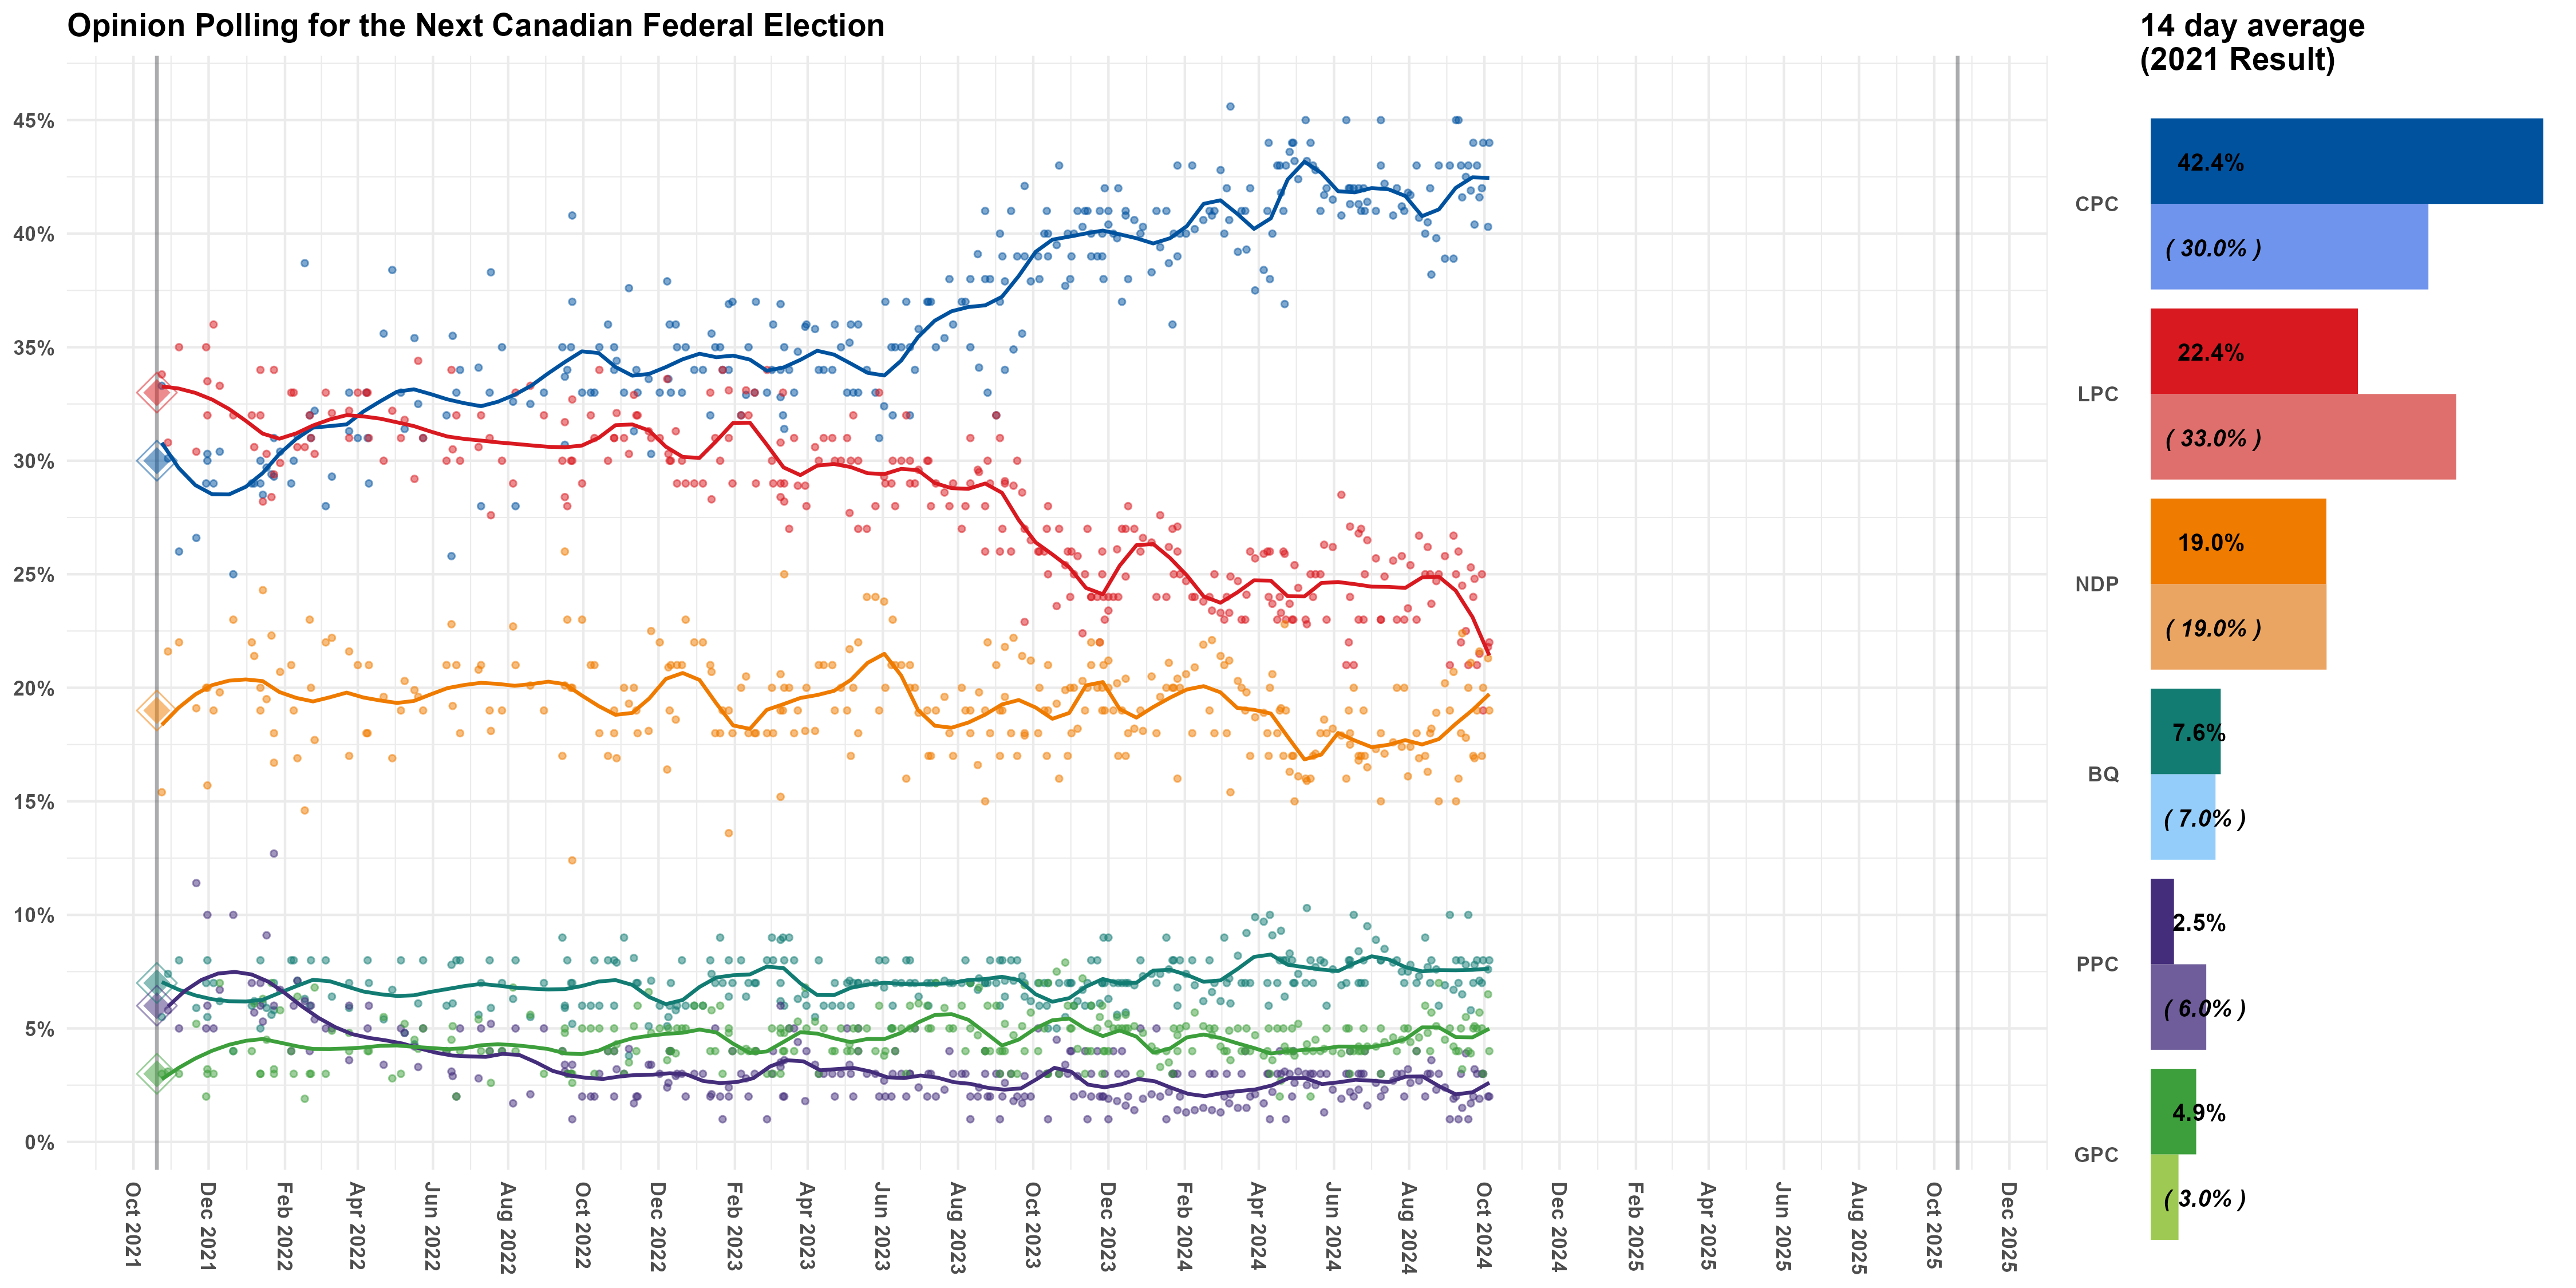 Opinion Polling for the Next Canadian Federal Election
14 day average
(2021 Result)
45%
40%
35%
30%
25%
20%
15%
10%
5%
0%
Oct 2021
Dec 2021
Feb 2022
Apr 2022
Jun 2022
Aug 2022
Oct 2022
Dec 2022
Feb 2023
Apr 2023
Jun 2023
Aug 2023
Oct 2023
Dec 2023
Feb 2024
Apr 2024
Jun 2024
Aug 2024
Oct 2024
Dec 2024
Feb 2025
Apr 2025
Jun 2025
Aug 2025
Oct 2025
Dec 2025
CPC
42.4%
( 30.0% )
LPC
22.4%
( 33.0% )
NDP
19.0%
( 19.0% )
BQ
7.6%
( 7.0% )
PPC
2.5%
( 6.0% )
GPC
4.9%
( 3.0% )